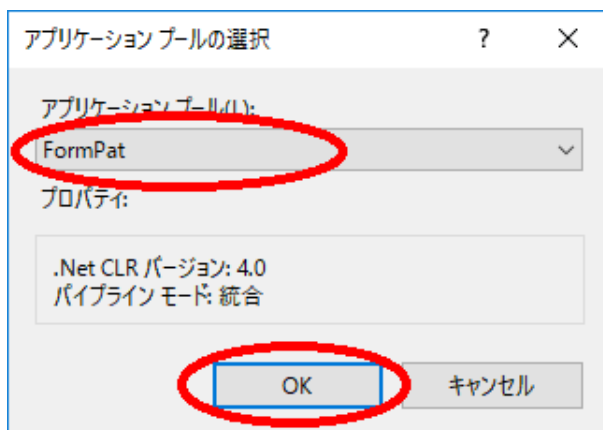 アプリケーション プールの選択 ? ×
アプリケーション プール(L):
FormPat
プロパティ:
.Net CLR バージョン: 4.0
パイプライン モード: 統合
OK キャンセル